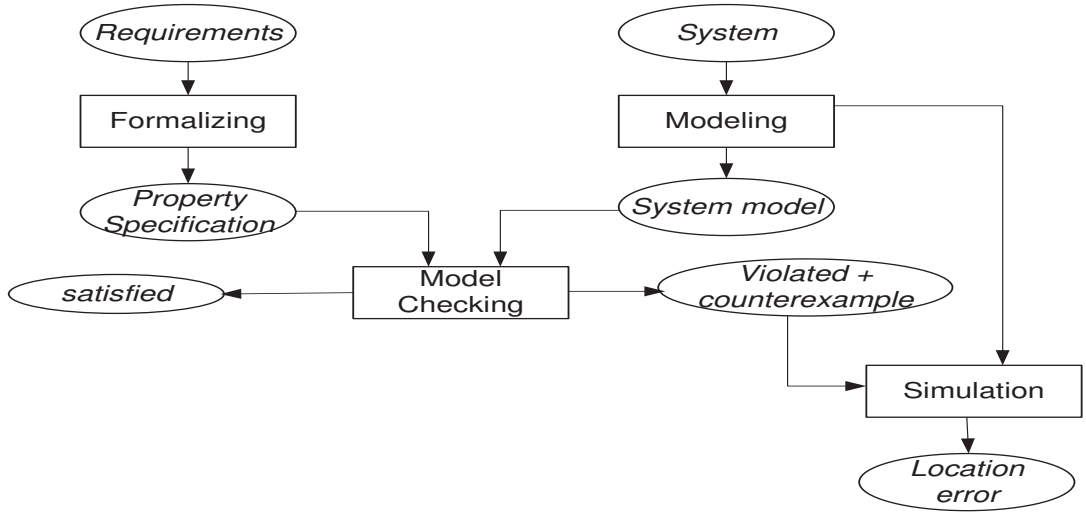 Requirements
System
Formalizing
Modeling
Property
Specification
System model
satisfied
Model
Checking
Violated +
counterexample
Simulation
Location
error